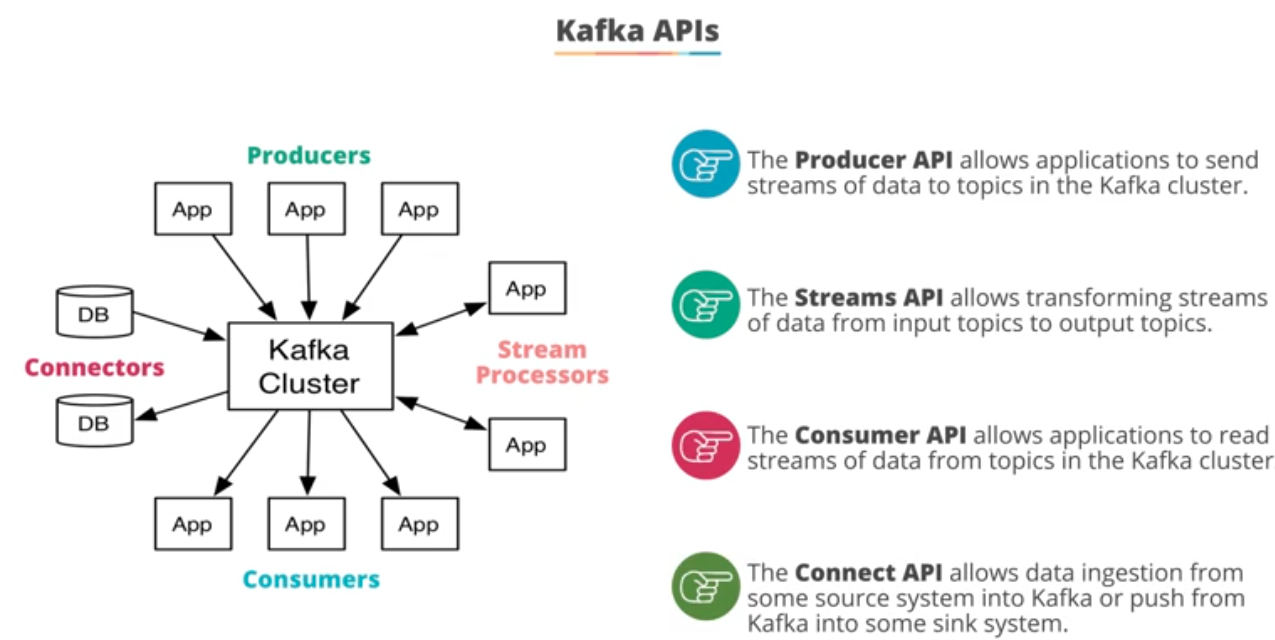 Kafka APIs
Producers
App
App
App
DB
App
Kafka
Cluster
Connectors
Stream
Processors
DB
App
App
App
App
Consumers
The Producer API allows applications to send
streams of data to topics in the Kafka cluster.
The Streams API allows transforming streams
of data from input topics to output topics.
The Consumer API allows applications to read
streams of data from topics in the Kafka cluster
The Connect API allows data ingestion from
some source system into Kafka or push from
Kafka into some sink system.